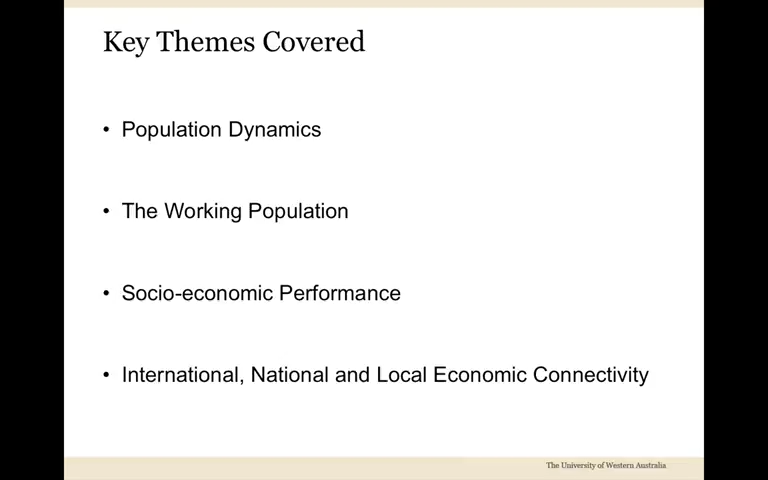 Key Themes Covered
• Population Dynamics
• The Working Population
• Socio-economic Performance
• International, National and Local Economic Connectivity
The University of Western Australia